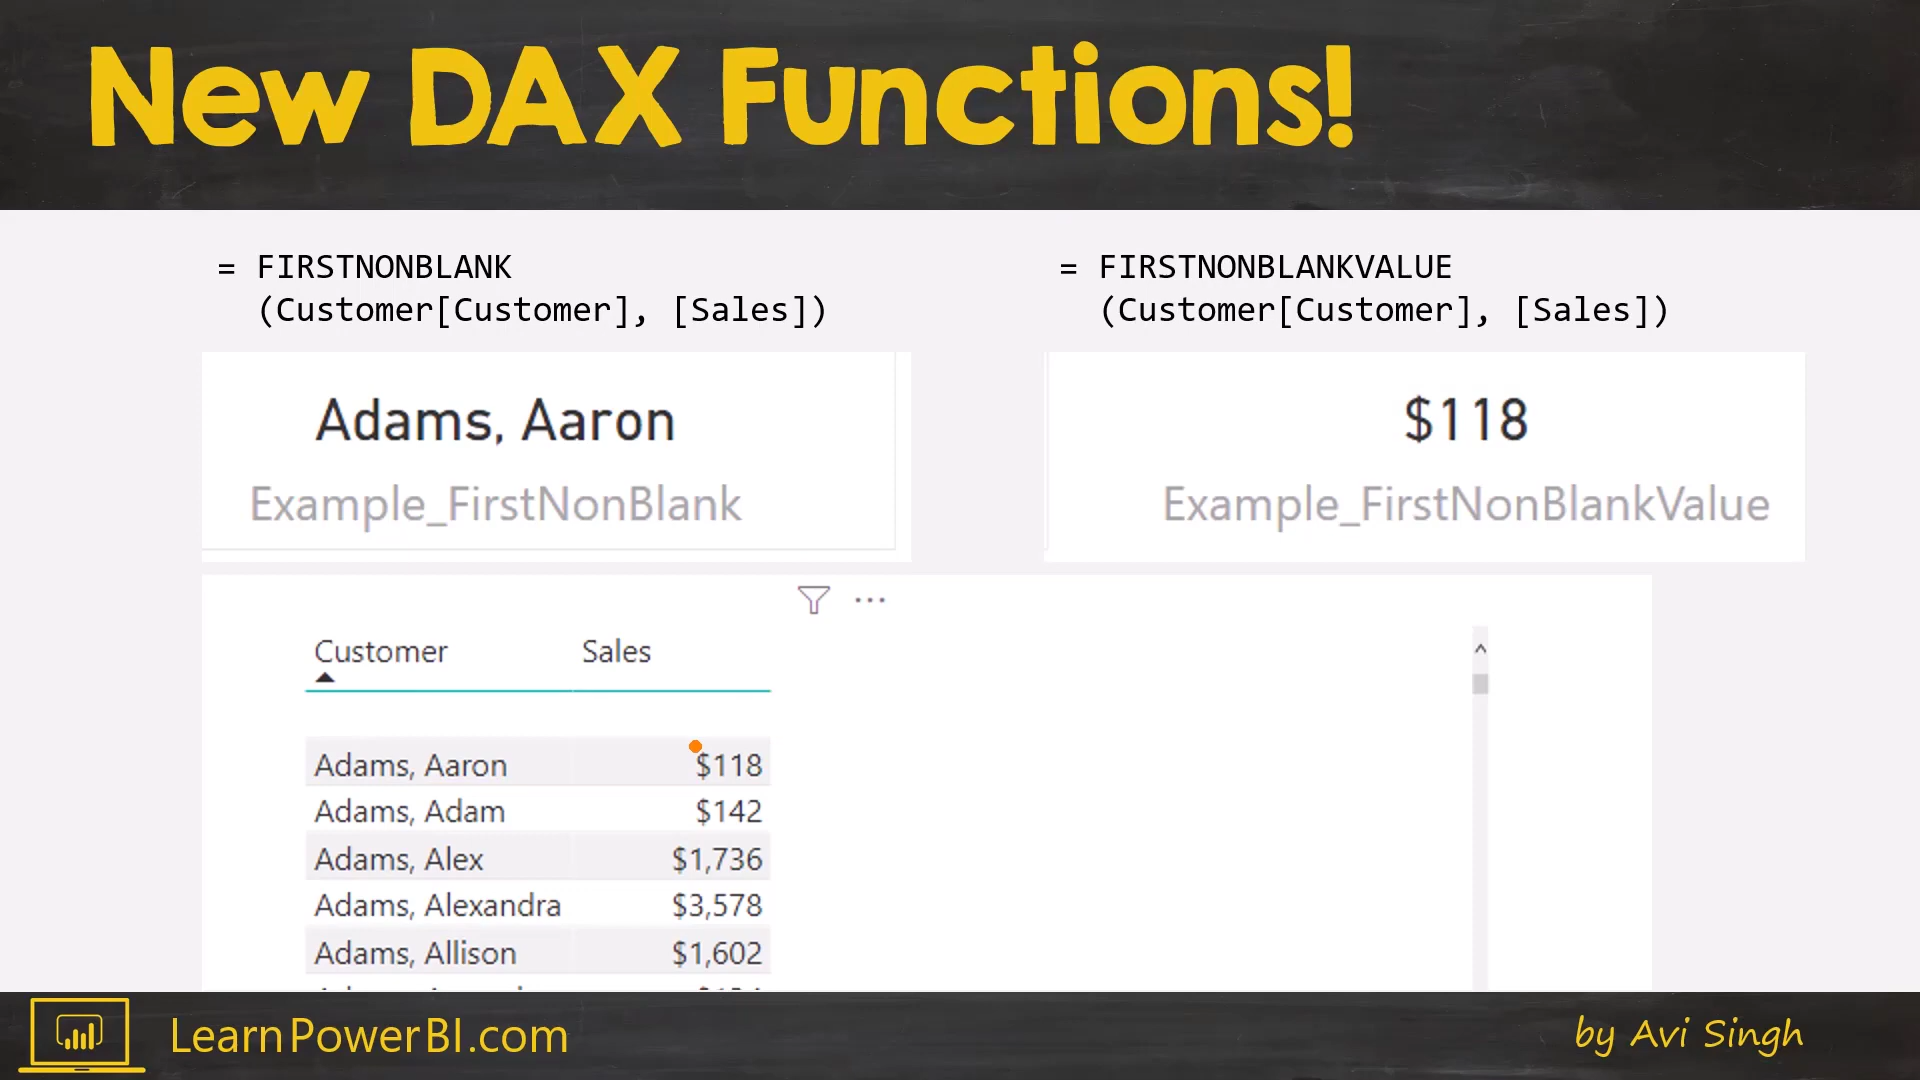 New DAX Functions!
= FIRSTNONBLANK
(Customer[Customer], [Sales])
= FIRSTNONBLANKVALUE
(Customer[Customer], [Sales])
Adams, Aaron
Example_FirstNonBlank
$118
Example_FirstNonBlankValue
Customer Sales
Adams, Aaron $118
Adams, Adam $142
Adams, Alex $1,736
Adams, Alexandra $3,578
Adams, Allison $1,602
LearnPowerBI.com
by Avi Singh